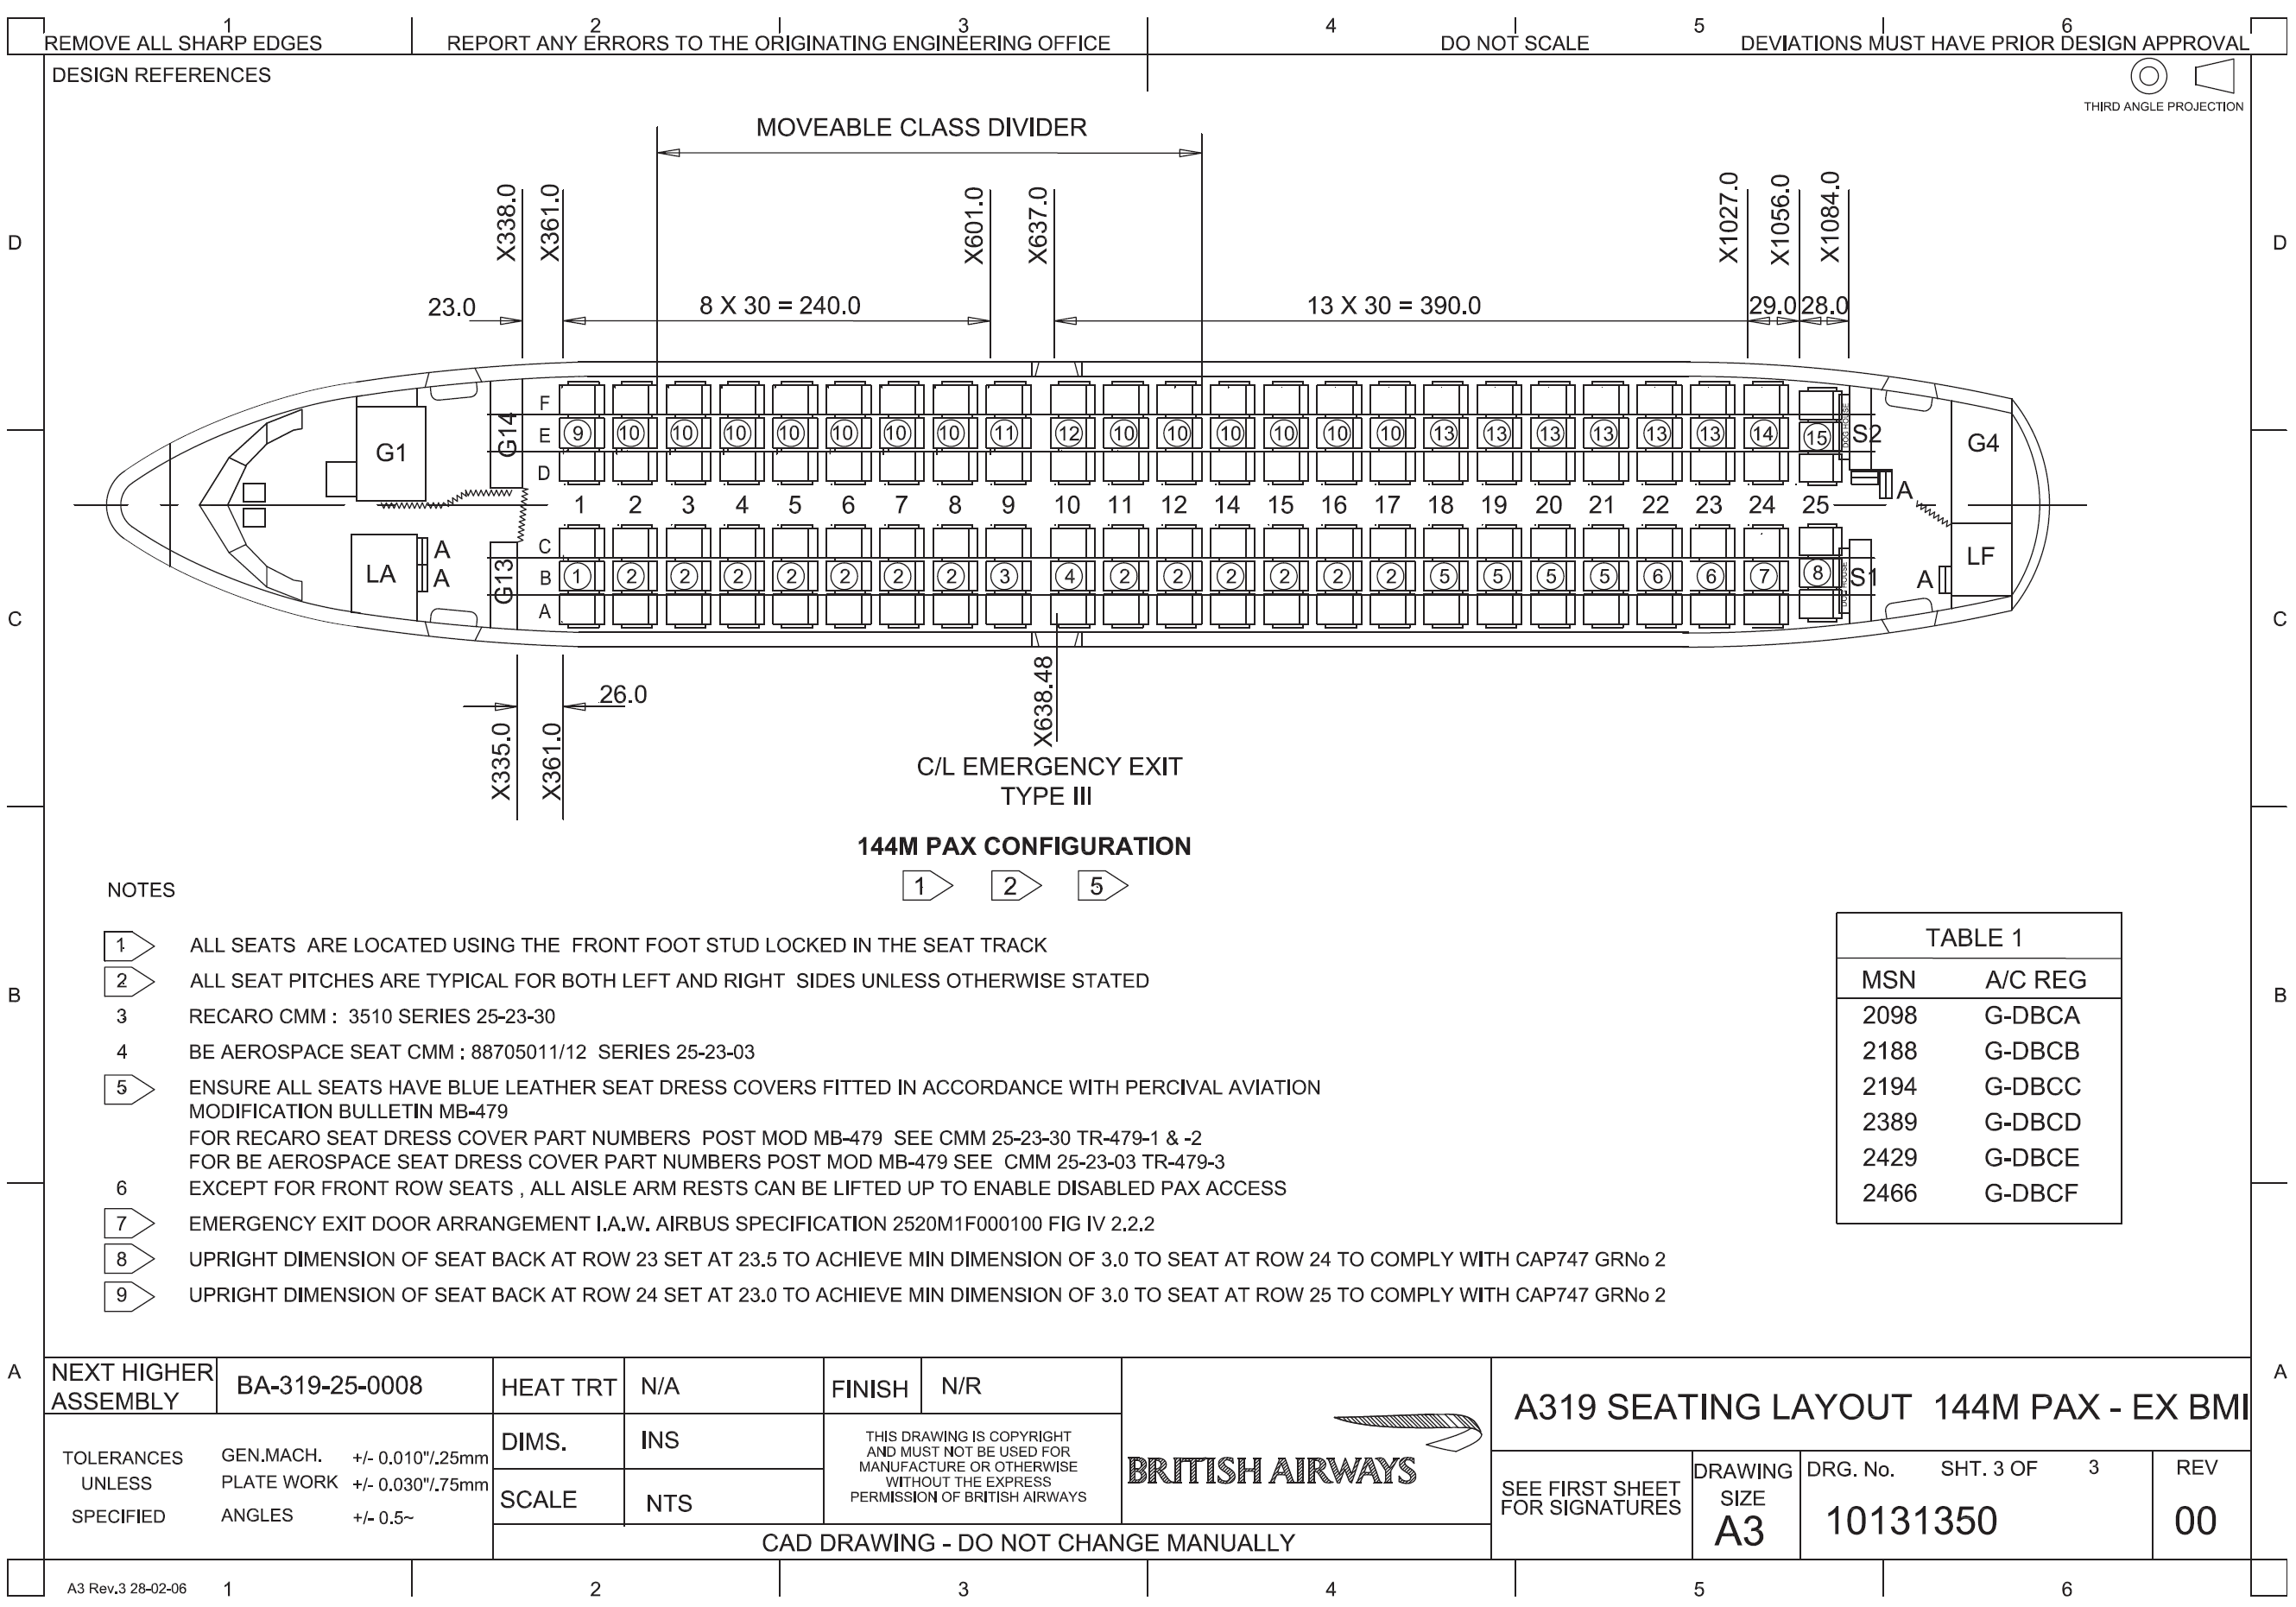 1 2 3 4 5 6
REMOVE ALL SHARP EDGES REPORT ANY ERRORS TO THE ORIGINATING ENGINEERING OFFICE DO NOT SCALE DEVIATIONS MUST HAVE PRIOR DESIGN APPROVAL
DESIGN REFERENCES
THIRD ANGLE PROJECTION
MOVEABLE CLASS DIVIDER
X338.0 X361.0 X601.0 X637.0 X1027.0 X1056.0 X1084.0
D D
23.0 8 X 30 = 240.0 13 X 30 = 390.0 29.0 28.0
F
E 9 10 10 10 10 10 10 10 11 12 10 10 10 10 10 10 13 13 13 13 13 13 14 15
D
G1 G14 DOG HOUSE S2 G4
1 2 3 4 5 6 7 8 9 10 11 12 14 15 16 17 18 19 20 21 22 23 24 25
A
C
B 1 2 2 2 2 2 2 2 3 4 2 2 2 2 2 2 5 5 5 5 6 6 7 8
A
LA A A G13 DOG HOUSE S1 A LF
C C
26.0
X335.0 X361.0 X638.48
C/L EMERGENCY EXIT
TYPE III
144M PAX CONFIGURATION
1 2 5
NOTES
1 ALL SEATS ARE LOCATED USING THE FRONT FOOT STUD LOCKED IN THE SEAT TRACK
2 ALL SEAT PITCHES ARE TYPICAL FOR BOTH LEFT AND RIGHT SIDES UNLESS OTHERWISE STATED
3 RECARO CMM : 3510 SERIES 25-23-30
4 BE AEROSPACE SEAT CMM : 88705011/12 SERIES 25-23-03
5 ENSURE ALL SEATS HAVE BLUE LEATHER SEAT DRESS COVERS FITTED IN ACCORDANCE WITH PERCIVAL AVIATION
MODIFICATION BULLETIN MB-479
FOR RECARO SEAT DRESS COVER PART NUMBERS POST MOD MB-479 SEE CMM 25-23-30 TR-479-1 & -2
FOR BE AEROSPACE SEAT DRESS COVER PART NUMBERS POST MOD MB-479 SEE CMM 25-23-03 TR-479-3
6 EXCEPT FOR FRONT ROW SEATS , ALL AISLE ARM RESTS CAN BE LIFTED UP TO ENABLE DISABLED PAX ACCESS
7 EMERGENCY EXIT DOOR ARRANGEMENT I.A.W. AIRBUS SPECIFICATION 2520M1F000100 FIG IV 2.2.2
8 UPRIGHT DIMENSION OF SEAT BACK AT ROW 23 SET AT 23.5 TO ACHIEVE MIN DIMENSION OF 3.0 TO SEAT AT ROW 24 TO COMPLY WITH CAP747 GRNo 2
9 UPRIGHT DIMENSION OF SEAT BACK AT ROW 24 SET AT 23.0 TO ACHIEVE MIN DIMENSION OF 3.0 TO SEAT AT ROW 25 TO COMPLY WITH CAP747 GRNo 2
B B
TABLE 1
MSN A/C REG
2098 G-DBCA
2188 G-DBCB
2194 G-DBCC
2389 G-DBCD
2429 G-DBCE
2466 G-DBCF
A A
NEXT HIGHER
ASSEMBLY
BA-319-25-0008
HEAT TRT N/A FINISH N/R
TOLERANCES
UNLESS
SPECIFIED
GEN.MACH. +/- 0.010"/.25mm
PLATE WORK +/- 0.030"/.75mm
ANGLES +/- 0.5~
DIMS. INS
SCALE NTS
THIS DRAWING IS COPYRIGHT
AND MUST NOT BE USED FOR
MANUFACTURE OR OTHERWISE
WITHOUT THE EXPRESS
PERMISSION OF BRITISH AIRWAYS
CAD DRAWING - DO NOT CHANGE MANUALLY
BRITISH AIRWAYS
A319 SEATING LAYOUT 144M PAX - EX BMI
SEE FIRST SHEET
FOR SIGNATURES
DRAWING
SIZE
A3
DRG. No. SHT. 3 OF 3
10131350
REV
00
A3 Rev.3 28-02-06
1 2 3 4 5 6